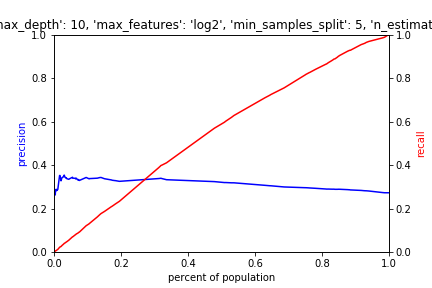 max_depth': 10, 'max_features': 'log2', 'min_samples_split': 5, 'n_estimat
1.0
0.8
0.6
0.4
0.2
0.0
precision
1.0
0.8
0.6
0.4
0.2
0.0
recall
0.0 0.2 0.4 0.6 0.8 1.0
percent of population